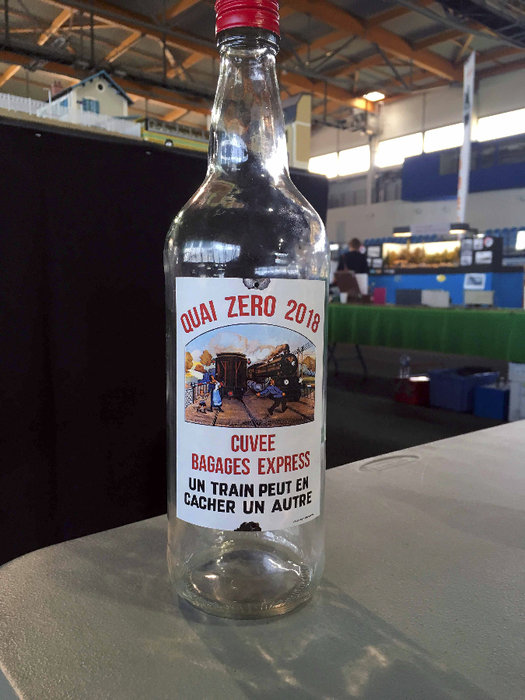 QUAI ZERO 2018
CUVEE
BAGAGES EXPRESS
UN TRAIN PEUT EN
CACHER UN AUTRE